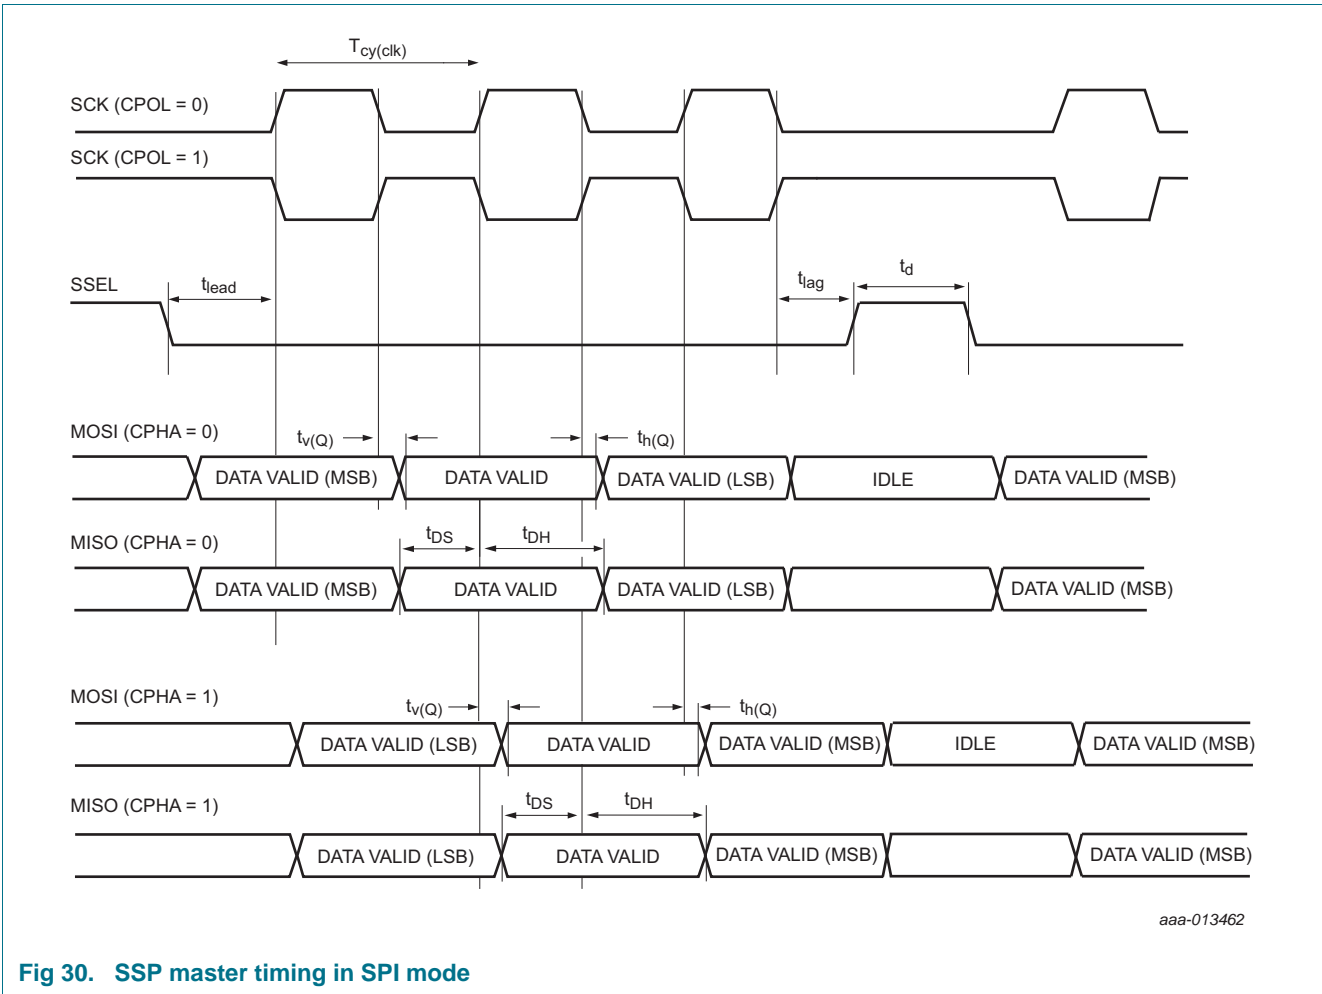 Tcy(clk)
SCK (CPOL = 0)
SCK (CPOL = 1)
SSEL
tlead
tlag
td
MOSI (CPHA = 0)
tv(Q)
th(Q)
DATA VALID (MSB)
DATA VALID
DATA VALID (LSB)
IDLE
DATA VALID (MSB)
MISO (CPHA = 0)
tDS
tDH
DATA VALID (MSB)
DATA VALID
DATA VALID (LSB)
DATA VALID (MSB)
MOSI (CPHA = 1)
tv(Q)
th(Q)
DATA VALID (LSB)
DATA VALID
DATA VALID (MSB)
IDLE
DATA VALID (MSB)
MISO (CPHA = 1)
tDS
tDH
DATA VALID (LSB)
DATA VALID
DATA VALID (MSB)
DATA VALID (MSB)
aaa-013462
Fig 30. SSP master timing in SPI mode